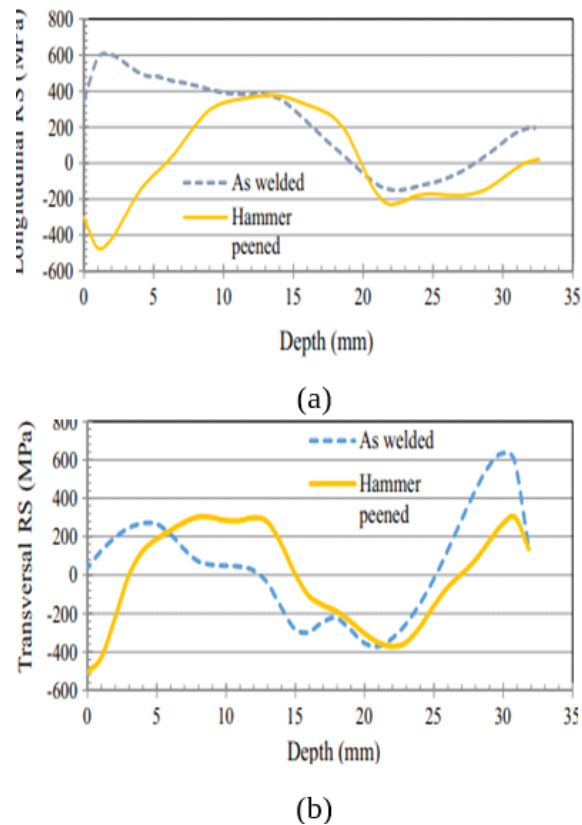 800
600
400
200
0
-200
-400
-600
Longitudinal RS (MPa)
As welded
Hammer
peened
0 5 10 15 20 25 30 35
Depth (mm)
(a)
800
600
400
200
0
-200
-400
-600
Transversal RS (MPa)
As welded
Hammer
peened
0 5 10 15 20 25 30 35
Depth (mm)
(b)